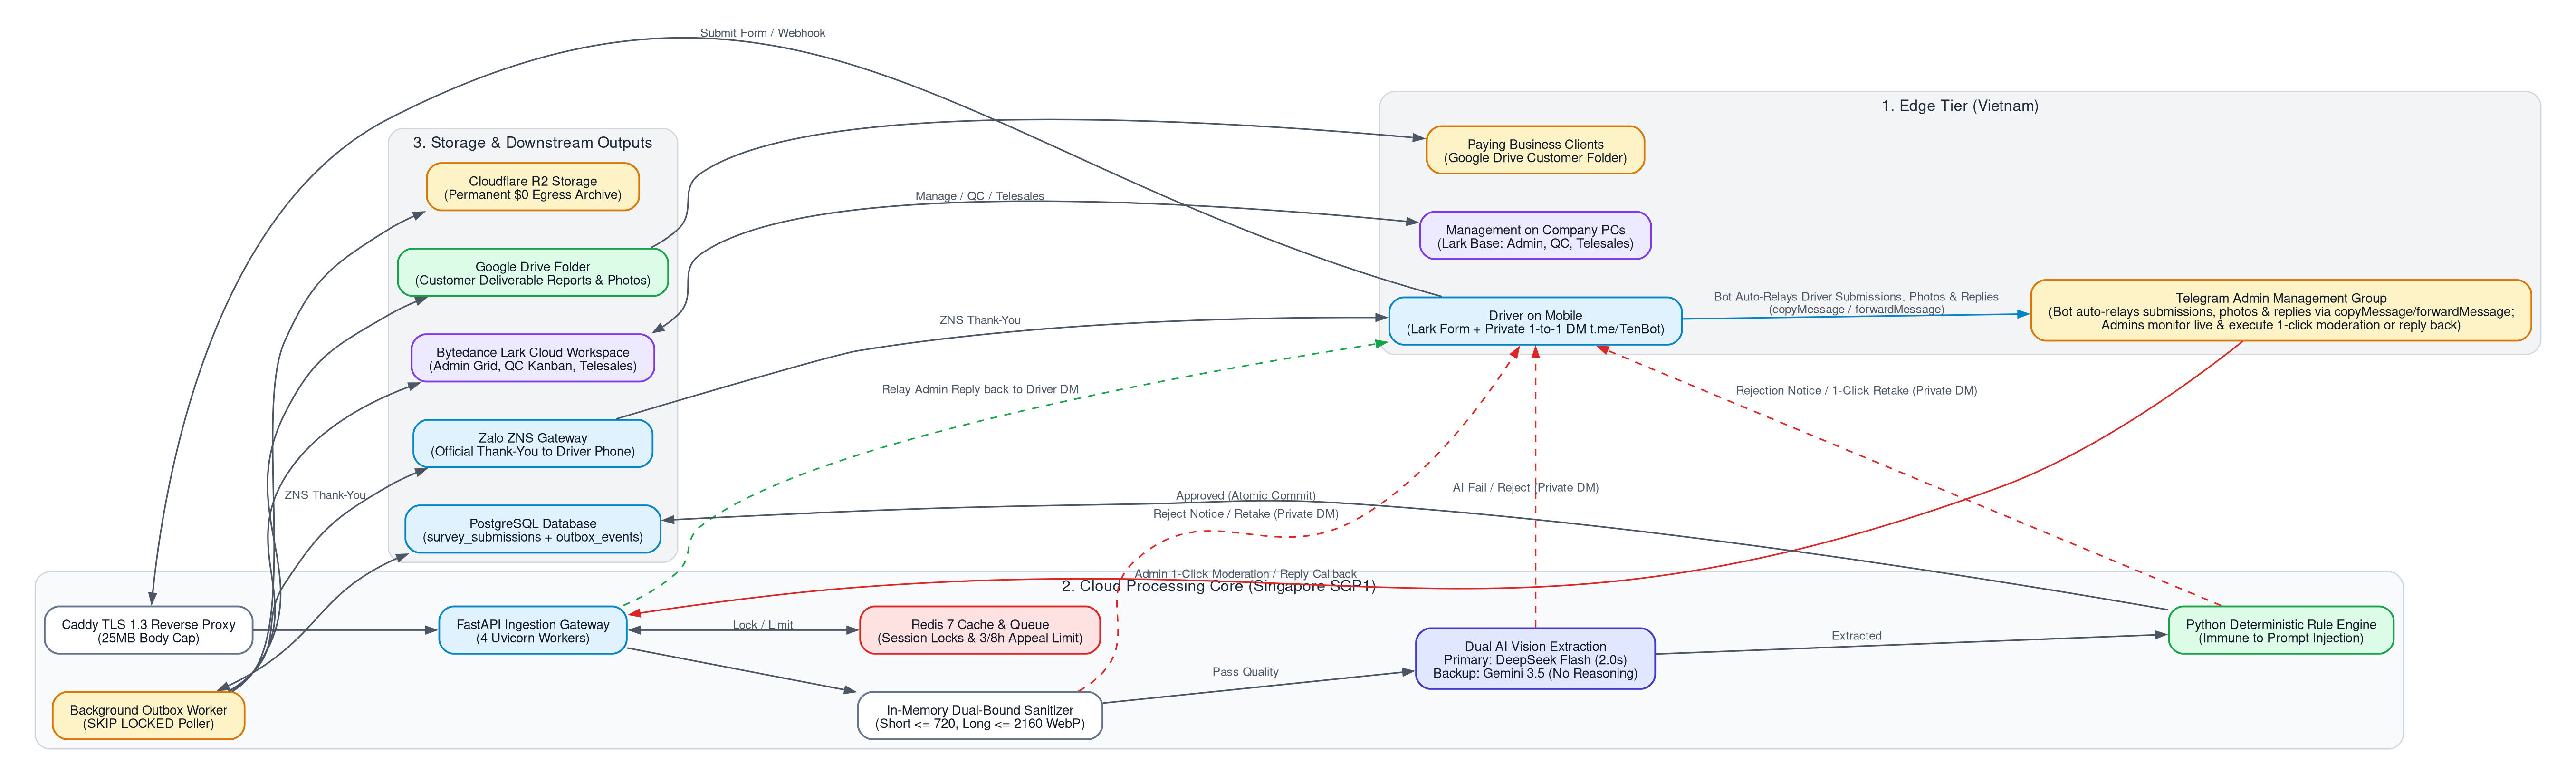 Submit Form / Webhook
1. Edge Tier (Vietnam)
Paying Business Clients
(Google Drive Customer Folder)
Management on Company PCs
(Lark Base: Admin, QC, Telesales)
Driver on Mobile
(Lark Form + Private 1-to-1 DM t.me/TenBot)
Bot Auto-Relays Driver Submissions, Photos & Replies
(copyMessage / forwardMessage)
Telegram Admin Management Group
(Bot auto-relays submissions, photos & replies via copyMessage/forwardMessage;
Admins monitor live & execute 1-click moderation or reply back)
3. Storage & Downstream Outputs
Cloudflare R2 Storage
(Permanent $0 Egress Archive)
Google Drive Folder
(Customer Deliverable Reports & Photos)
Bytedance Lark Cloud Workspace
(Admin Grid, QC Kanban, Telesales)
Zalo ZNS Gateway
(Official Thank-You to Driver Phone)
PostgreSQL Database
(survey_submissions + outbox_events)
Manage / QC / Telesales
ZNS Thank-You
Relay Admin Reply back to Driver DM
Rejection Notice / 1-Click Retake (Private DM)
AI Fail / Reject (Private DM)
Approved (Atomic Commit)
Reject Notice / Retake (Private DM)
ZNS Thank-You
Admin 1-Click Moderation / Reply Callback
2. Cloud Processing Core (Singapore SGP1)
Caddy TLS 1.3 Reverse Proxy
(25MB Body Cap)
FastAPI Ingestion Gateway
(4 Uvicorn Workers)
Lock / Limit
Redis 7 Cache & Queue
(Session Locks & 3/8h Appeal Limit)
Dual AI Vision Extraction
Primary: DeepSeek Flash (2.0s)
Backup: Gemini 3.5 (No Reasoning)
Extracted
Python Deterministic Rule Engine
(Immune to Prompt Injection)
Pass Quality
Background Outbox Worker
(SKIP LOCKED Poller)
In-Memory Dual-Bound Sanitizer
(Short <= 720, Long <= 2160 WebP)